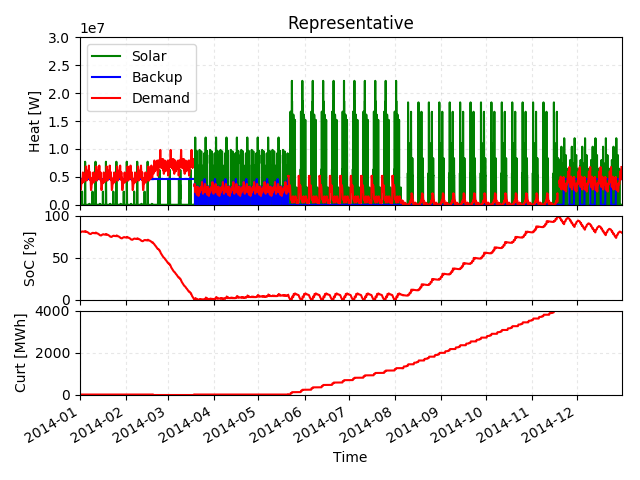 Representative
1e7
3.0
2.5
2.0
1.5
1.0
0.5
0.0
Heat [W]
Solar
Backup
Demand
100
50
0
SoC [%]
4000
2000
0
Curt [MWh]
2014-01
2014-02
2014-03
2014-04
2014-05
2014-06
2014-07
2014-08
2014-09
2014-10
2014-11
2014-12
Time